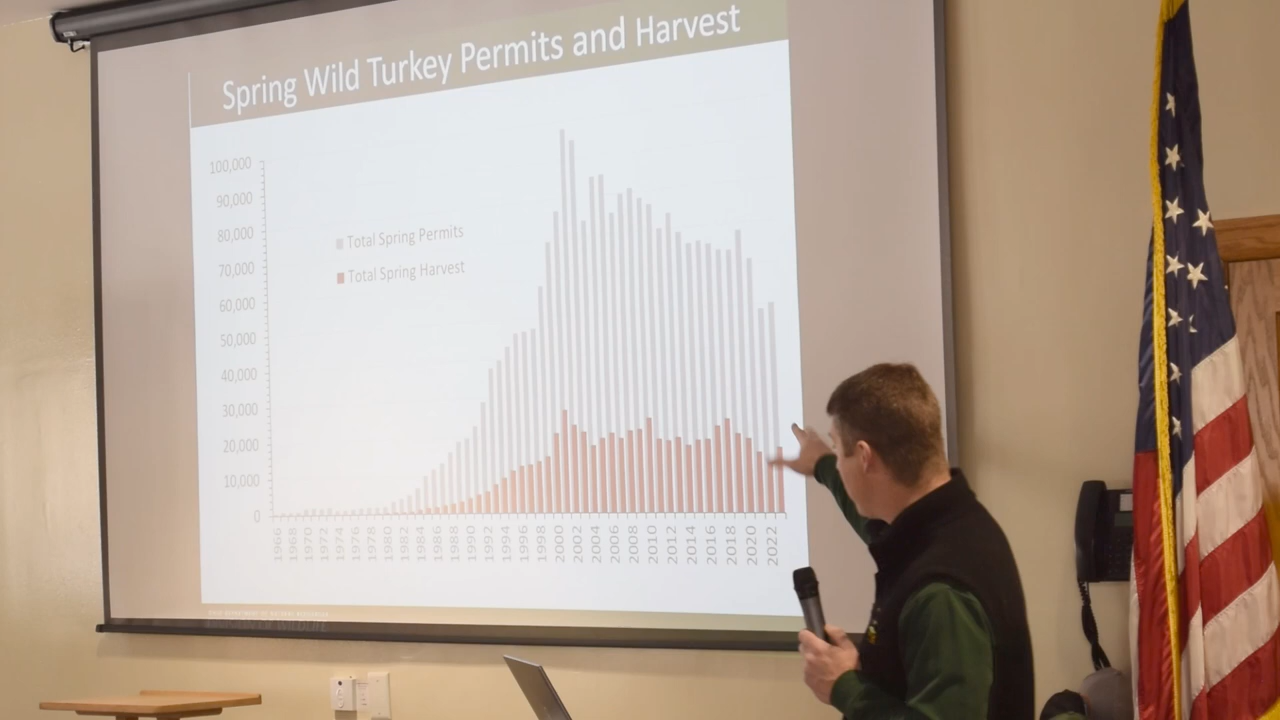 Spring Wild Turkey Permits and Harvest
100,000
90,000
80,000
70,000
60,000
50,000
40,000
30,000
20,000
10,000
0
Total Spring Permits
Total Spring Harvest
1966 1968 1970 1972 1974 1976 1978 1980 1982 1984 1986 1988 1990 1992 1994 1996 1998 2000 2002 2004 2006 2008 2010 2012 2014 2016 2018 2020 2022
DIVISION OF WILDLIFE